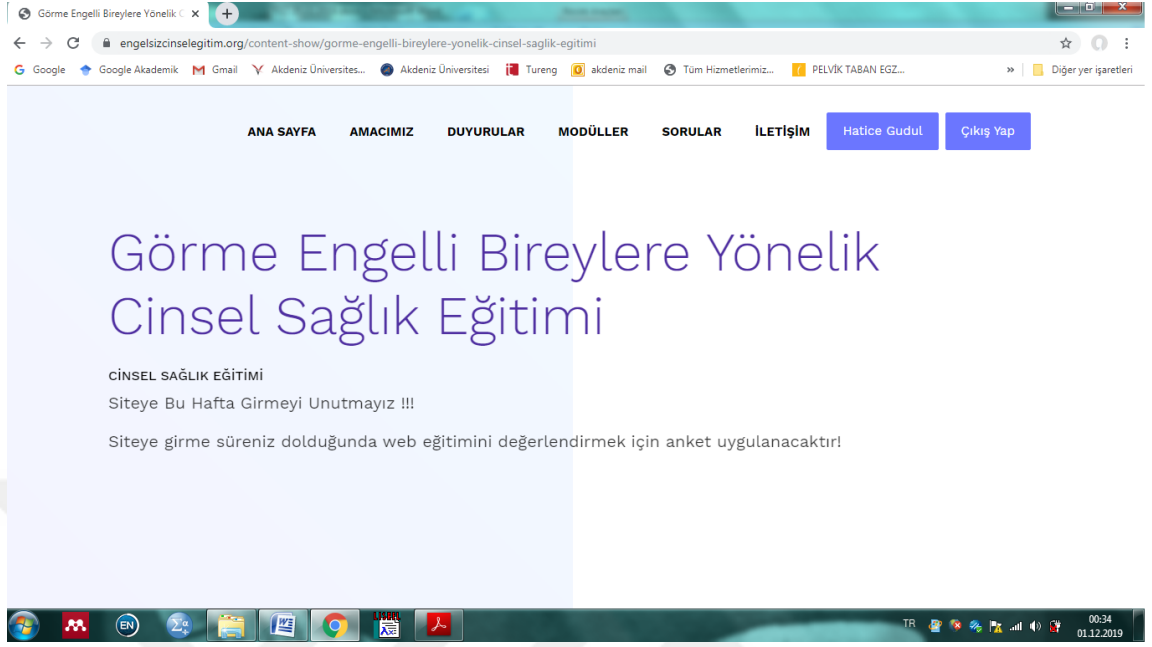 Görme Engelli Bireylere Yönelik C
engelsizcinselegitim.org/content-show/gorme-engelli-bireylere-yonelik-cinsel-saglik-egitimi
Google Google Akademik Gmail Akdeniz Üniversites... Akdeniz Üniversitesi Tureng akdeniz mail Tüm Hizmetlerimiz... PELVİK TABAN EGZ... » Diğer yer işaretleri
ANA SAYFA AMACIMIZ DUYURULAR MODÜLLER SORULAR İLETİŞİM Hatice Gudul Çıkış Yap
Görme Engelli Bireylere Yönelik
Cinsel Sağlık Eğitimi
CİNSEL SAĞLIK EĞİTİMİ
Siteye Bu Hafta Girmeyi Unutmayız !!!
Siteye girme süreniz dolduğunda web eğitimini değerlendirmek için anket uygulanacaktır!
EN TR 00:34
01.12.2019